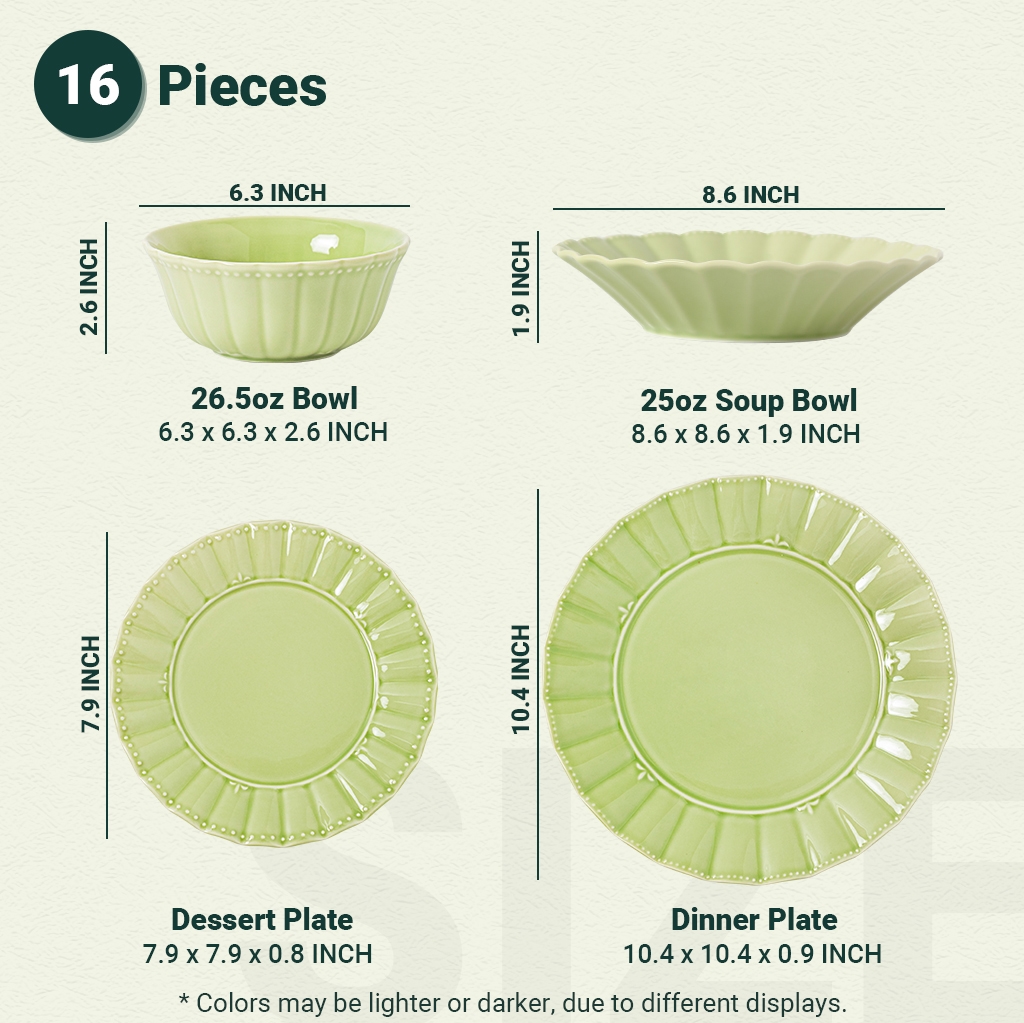 16 Pieces
6.3 INCH
2.6 INCH
26.5oz Bowl
6.3 x 6.3 x 2.6 INCH
8.6 INCH
1.9 INCH
25oz Soup Bowl
8.6 x 8.6 x 1.9 INCH
7.9 INCH
Dessert Plate
7.9 x 7.9 x 0.8 INCH
10.4 INCH
Dinner Plate
10.4 x 10.4 x 0.9 INCH
SIZE
* Colors may be lighter or darker, due to different displays.